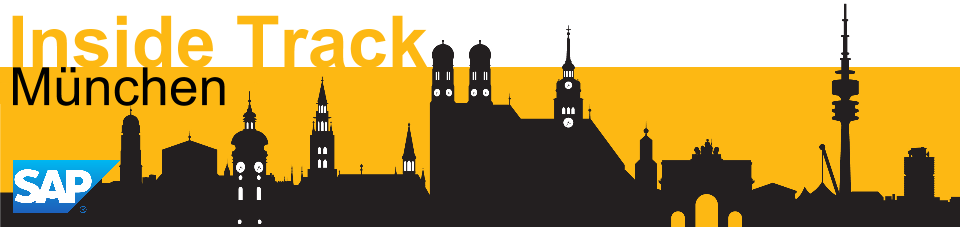 Inside Track
München
SAP
®